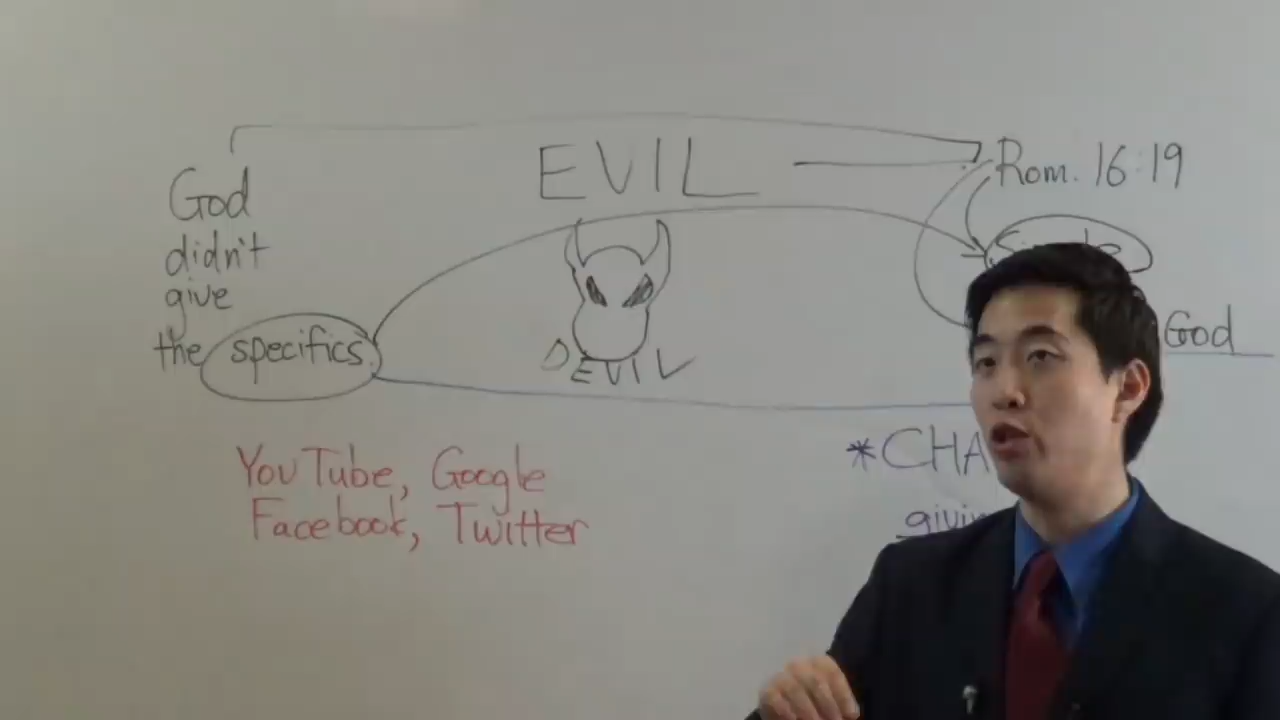 EVIL
Rom. 16:19
God
didn't
give
the specifics.
DEVIL
God
YouTube, Google
Facebook, Twitter
*CHA